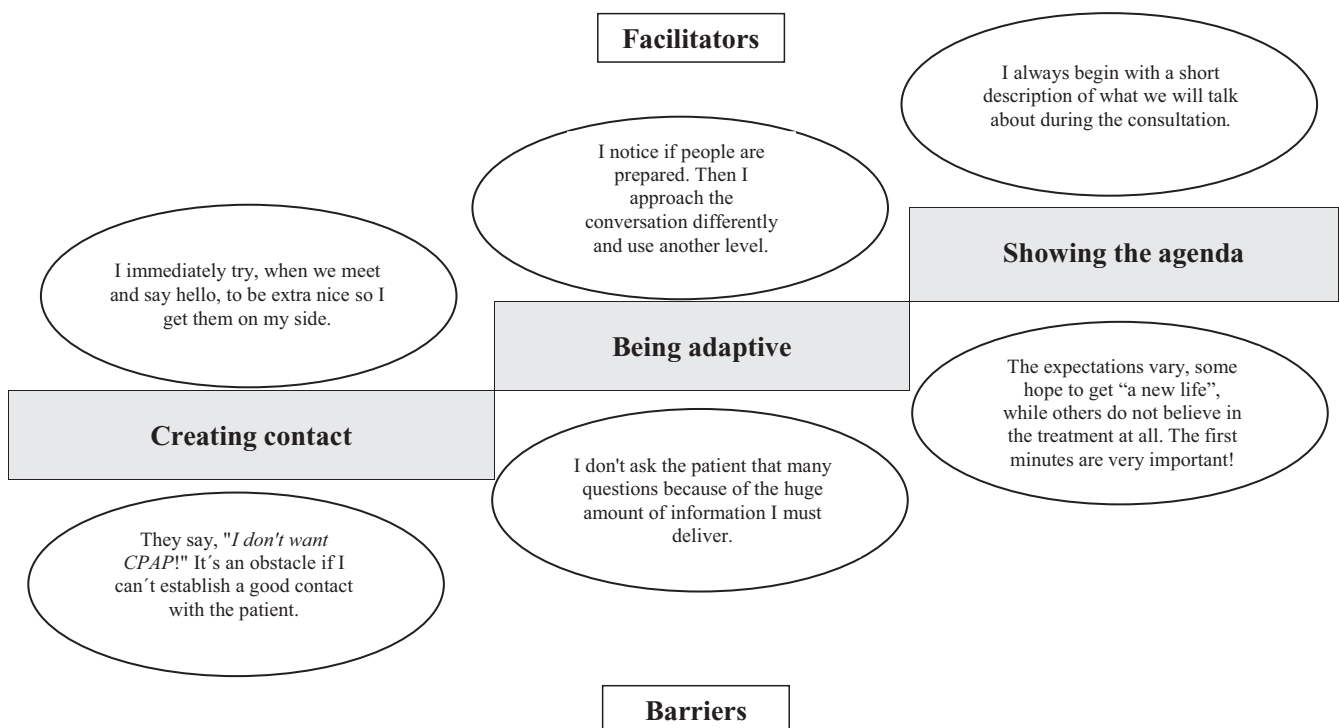 Facilitators
I always begin with a short
description of what we will talk
about during the consultation.
I notice if people are
prepared. Then I
approach the
conversation differently
and use another level.
Showing the agenda
I immediately try, when we meet
and say hello, to be extra nice so I
get them on my side.
Being adaptive
The expectations vary, some
hope to get “a new life”,
while others do not believe in
the treatment at all. The first
minutes are very important!
Creating contact
I don't ask the patient that many
questions because of the huge
amount of information I must
deliver.
They say, "I don't want
CPAP!" It´s an obstacle if I
can´t establish a good contact
with the patient.
Barriers